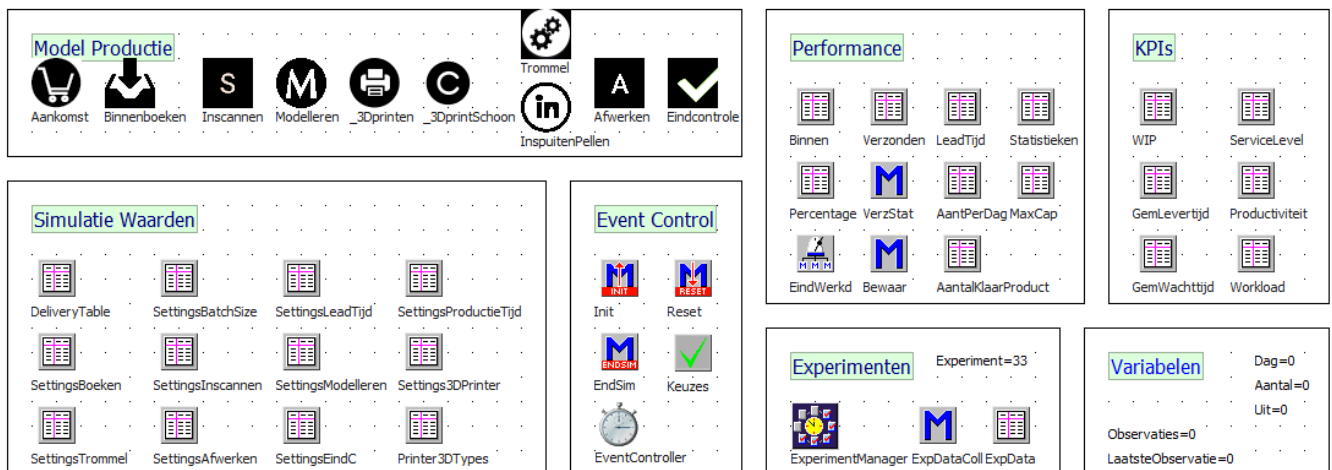 Model Productie
S
M
C
in
A
Trommel
Aankomst Binnenboeken Inscannen Modelleren _3Dprinten _3DprintSchoon Afwerken Eindcontrole
InspuitenPellen
Performance
Binnen Verzonden LeadTijd Statistieken
M
Percentage VerzStat AantPerDag MaxCap
M M M
M
EindWerkd Bewaar AantalKlaarProduct
KPIs
WIP ServiceLevel
GemLevertijd Productiviteit
GemWachttijd Workload
Simulatie Waarden
DeliveryTable SettingsBatchSize SettingsLeadTijd SettingsProductieTijd
SettingsBoeken SettingsInscannen SettingsModelleren Settings3DPrinter
SettingsTrommel SettingsAfwerken SettingsEindC Printer3DTypes
Event Control
M INIT
M RESET
Init Reset
M ENDSIM
EndSim Keuzes
EventController
Experimenten Experiment=33
M
ExperimentManager ExpDataColl ExpData
Variabelen Dag=0
Aantal=0
Uit=0
Observaties=0
LaatsteObservatie=0